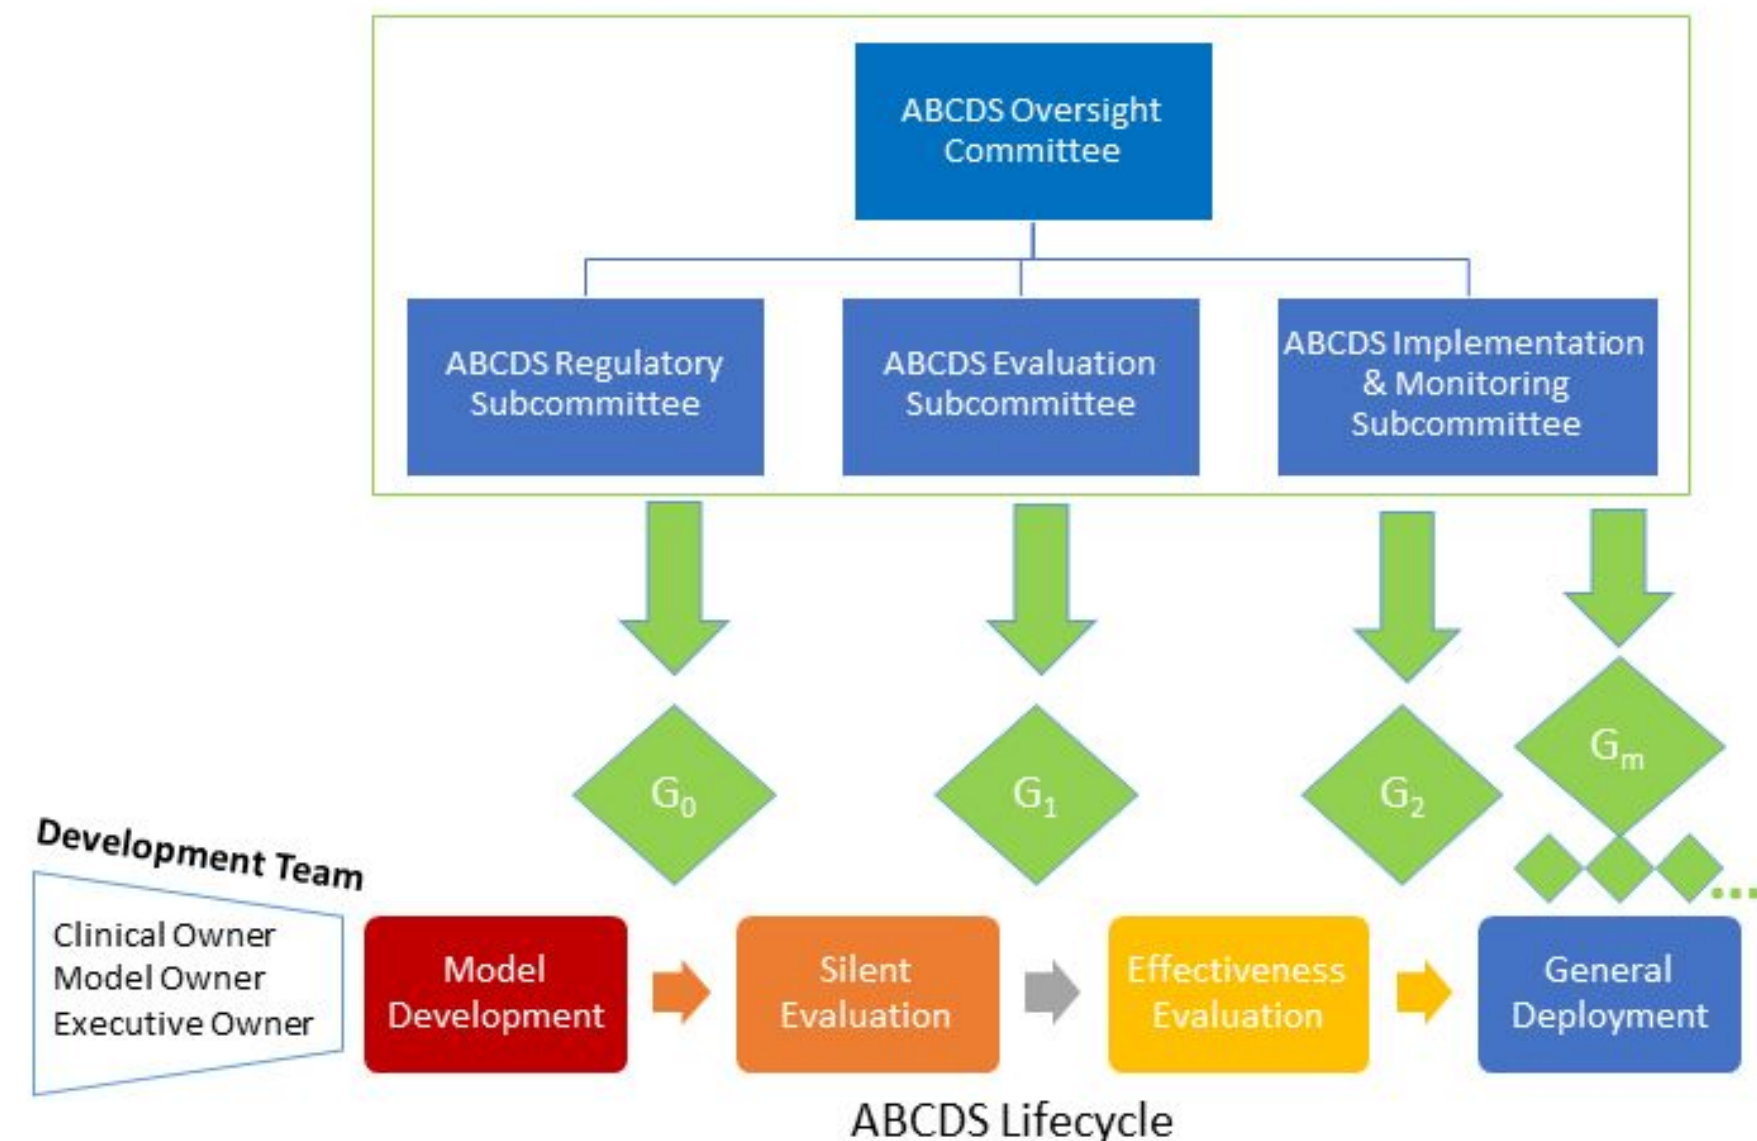 ABCDS Oversight
Committee
ABCDS Regulatory
Subcommittee
ABCDS Evaluation
Subcommittee
ABCDS Implementation
& Monitoring
Subcommittee
G₀
G₁
G₂
Gₘ
Development Team
Clinical Owner
Model Owner
Executive Owner
Model
Development
Silent
Evaluation
Effectiveness
Evaluation
General
Deployment
ABCDS Lifecycle